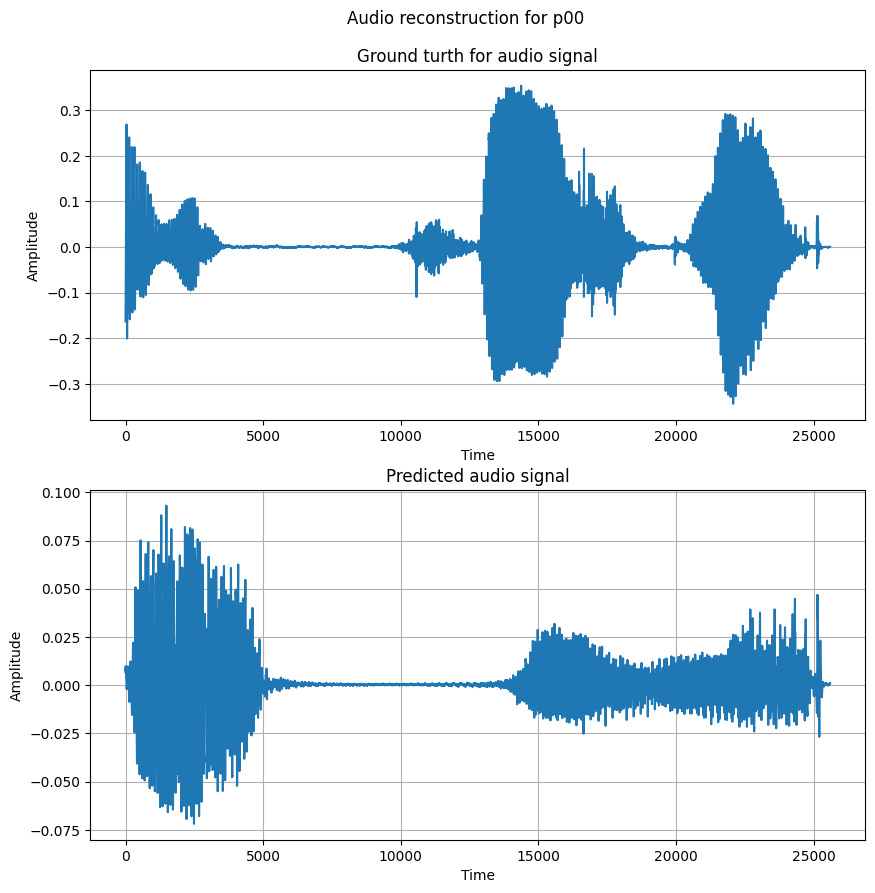 Audio reconstruction for p00
Ground turth for audio signal
0.3
0.2
0.1
0.0
−0.1
−0.2
−0.3
Amplitude
0 5000 10000 15000 20000 25000
Time
Predicted audio signal
0.100
0.075
0.050
0.025
0.000
−0.025
−0.050
−0.075
Amplitude
0 5000 10000 15000 20000 25000
Time